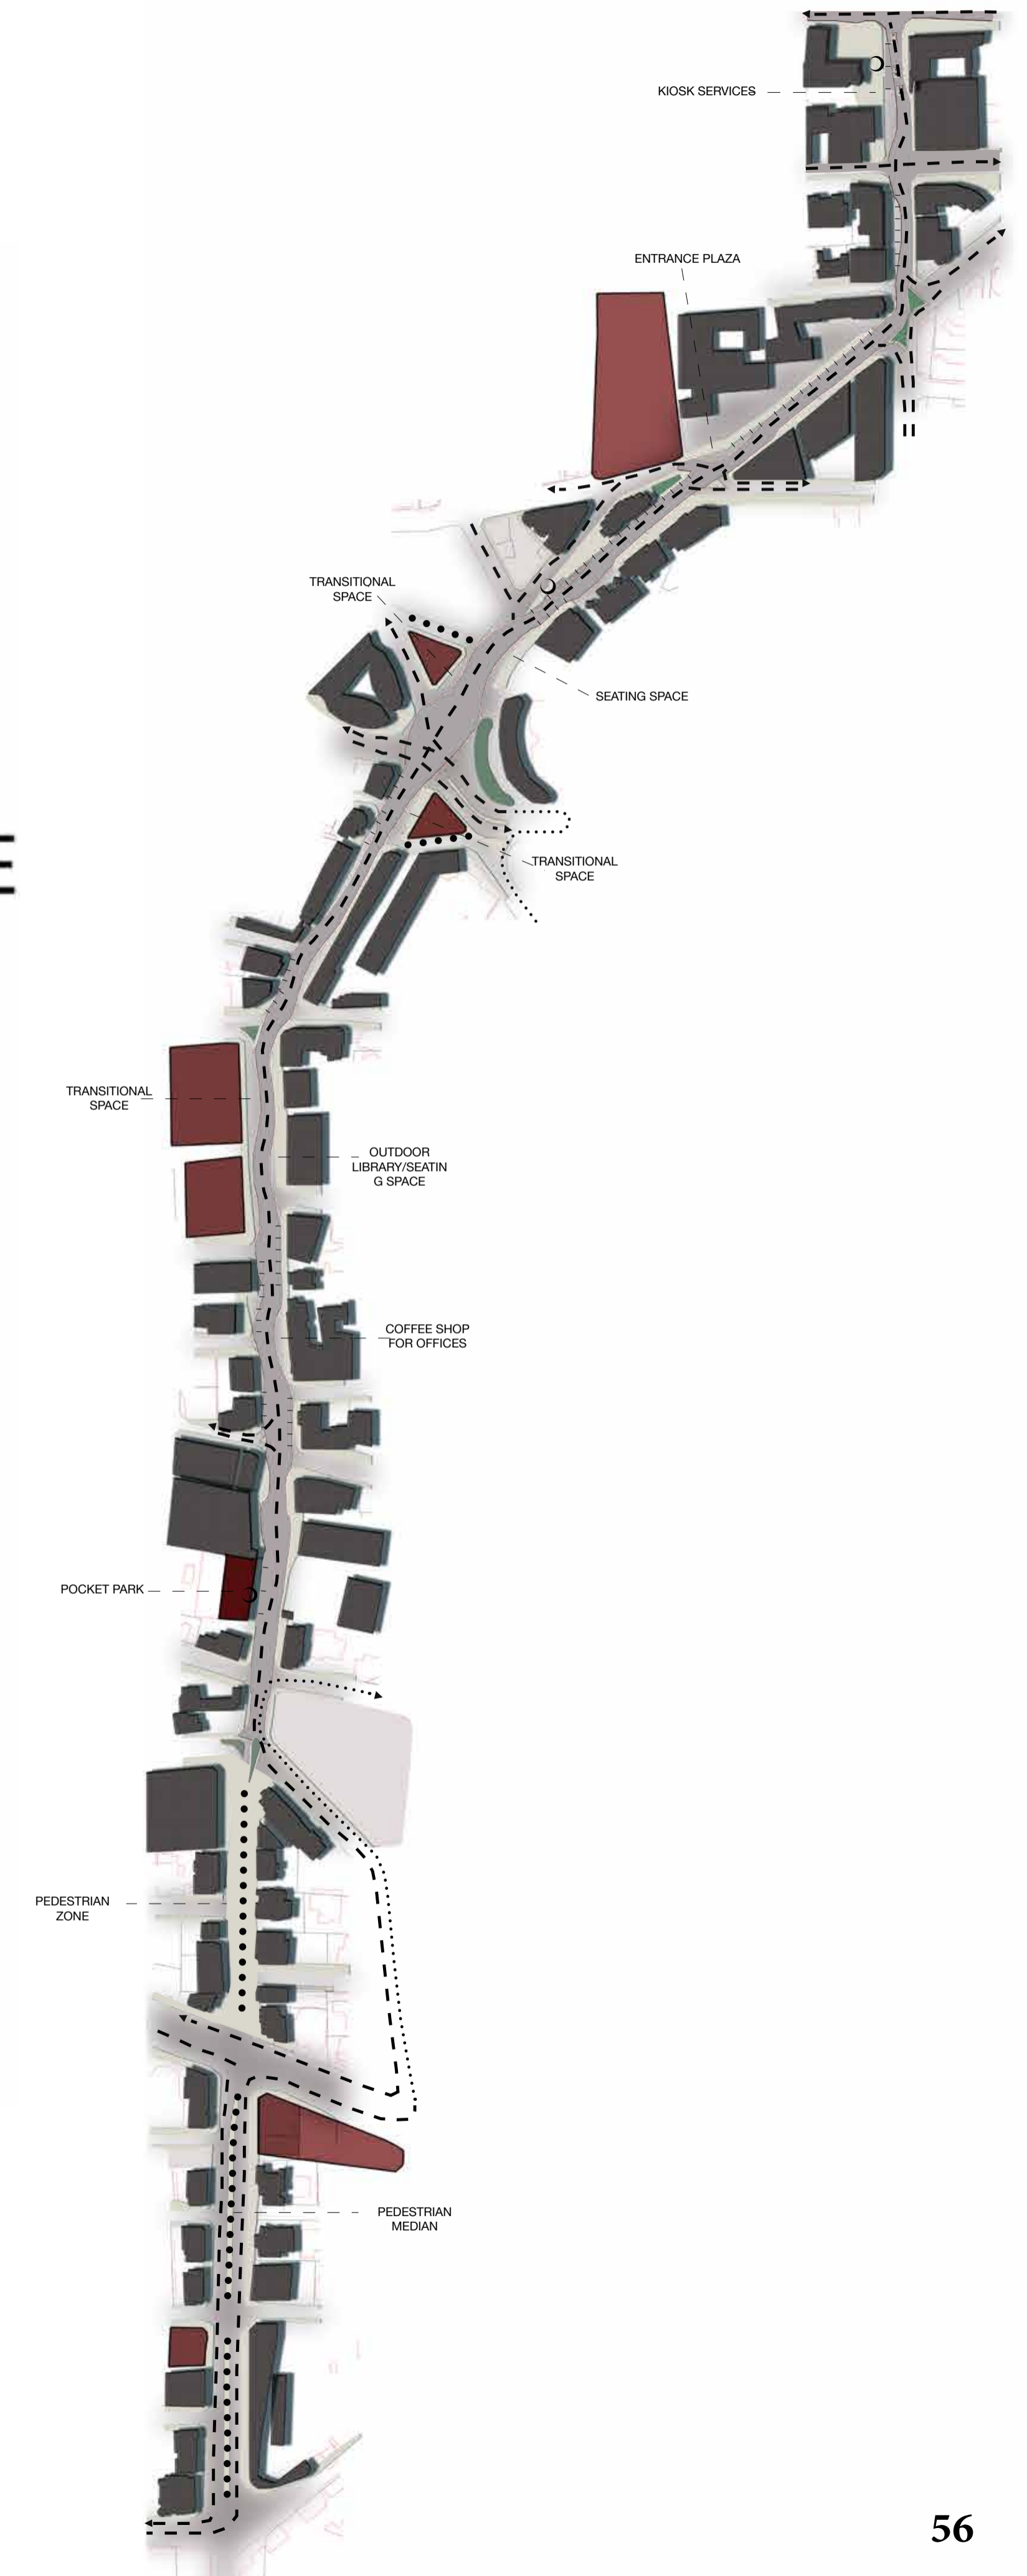 KIOSK SERVICES
ENTRANCE PLAZA
TRANSITIONAL
SPACE
SEATING SPACE
TRANSITIONAL
SPACE
TRANSITIONAL
SPACE
OUTDOOR
LIBRARY/SEATIN
G SPACE
COFFEE SHOP
FOR OFFICES
POCKET PARK
PEDESTRIAN
ZONE
PEDESTRIAN
MEDIAN
56